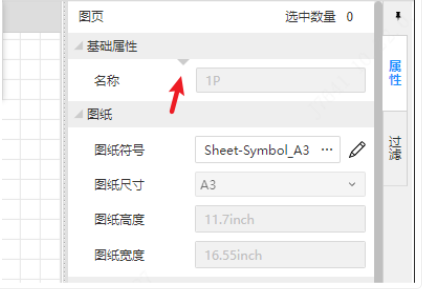 图页 选中数量 0
属性
基础属性
名称 1P
图纸
过滤
图纸符号 Sheet-Symbol_A3 ···
图纸尺寸 A3
图纸高度 11.7inch
图纸宽度 16.55inch